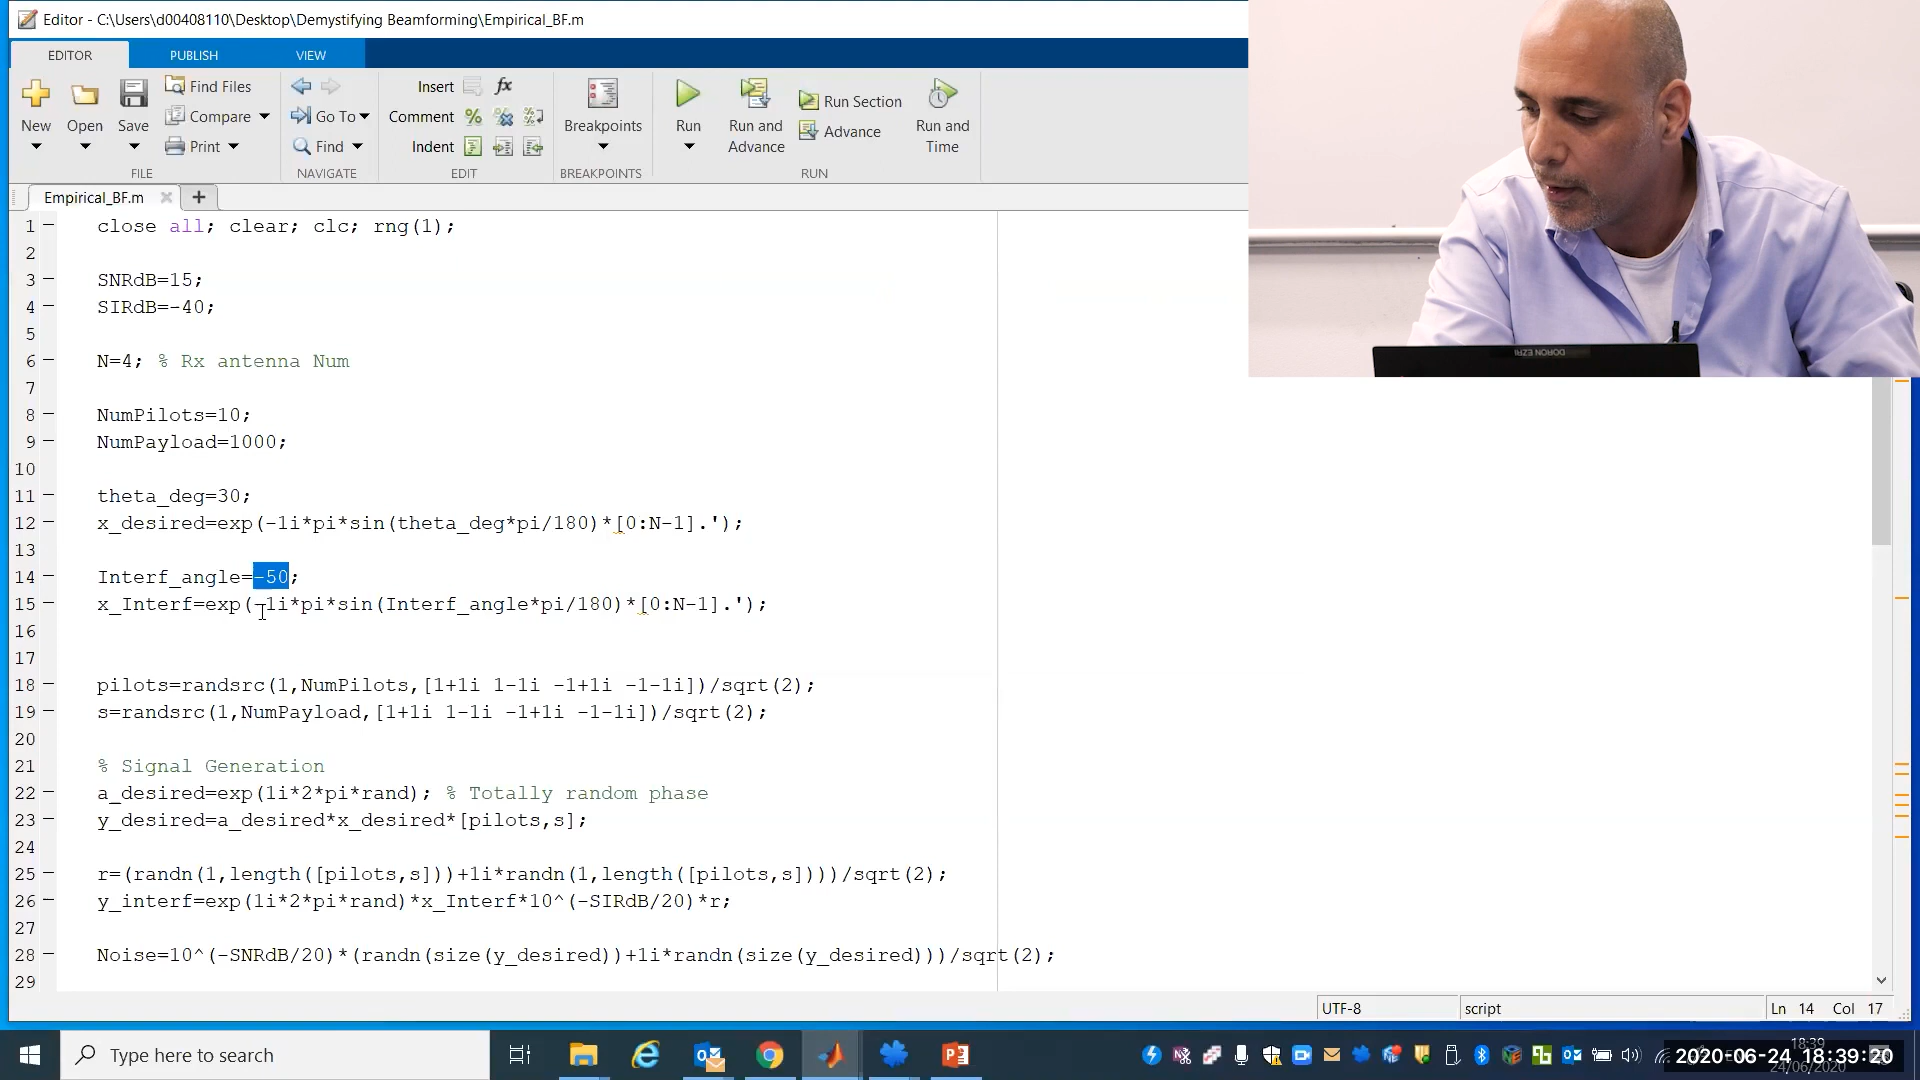 Editor - C:\Users\d00408110\Desktop\Demystifying Beamforming\Empirical_BF.m
EDITOR PUBLISH VIEW
New Open Save Find Files Compare Print
FILE
Go To Find
NAVIGATE
Insert fx
Comment % %
Indent
EDIT
Breakpoints
BREAKPOINTS
Run Run and Advance Run Section Advance Run and Time
RUN
Empirical_BF.m
1 close all; clear; clc; rng(1);
2
3 SNRdB=15;
4 SIRdB=-40;
5
6 N=4; % Rx antenna Num
7
8 NumPilots=10;
9 NumPayload=1000;
10
11 theta_deg=30;
12 x_desired=exp(-1i*pi*sin(theta_deg*pi/180)*[0:N-1].');
13
14 Interf_angle=-50;
15 x_Interf=exp(-1i*pi*sin(Interf_angle*pi/180)*[0:N-1].');
16
17
18 pilots=randsrc(1,NumPilots,[1+1i 1-1i -1+1i -1-1i])/sqrt(2);
19 s=randsrc(1,NumPayload,[1+1i 1-1i -1+1i -1-1i])/sqrt(2);
20
21 % Signal Generation
22 a_desired=exp(1i*2*pi*rand); % Totally random phase
23 y_desired=a_desired*x_desired*[pilots,s];
24
25 r=(randn(1,length([pilots,s]))+1i*randn(1,length([pilots,s])))/sqrt(2);
26 y_interf=exp(1i*2*pi*rand)*x_Interf*10^(-SIRdB/20)*r;
27
28 Noise=10^(-SNRdB/20)*(randn(size(y_desired))+1i*randn(size(y_desired)))/sqrt(2);
29
DORON EZRI
UTF-8 script Ln 14 Col 17
Type here to search
18:39
2020-06-24 18:39:20
24/06/2020